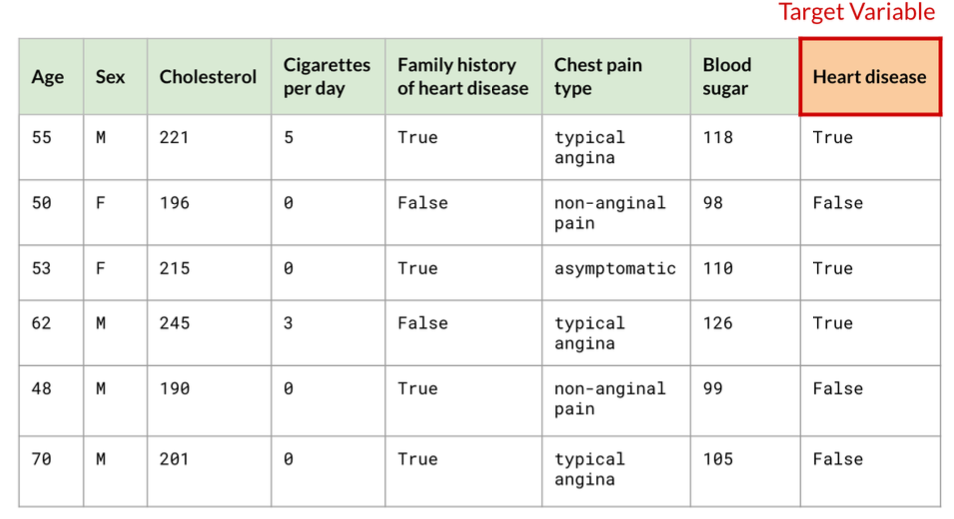 Target Variable
Age Sex Cholesterol Cigarettes per day Family history of heart disease Chest pain type Blood sugar Heart disease
55 M 221 5 True typical angina 118 True
50 F 196 0 False non-anginal pain 98 False
53 F 215 0 True asymptomatic 110 True
62 M 245 3 False typical angina 126 True
48 M 190 0 True non-anginal pain 99 False
70 M 201 0 True typical angina 105 False